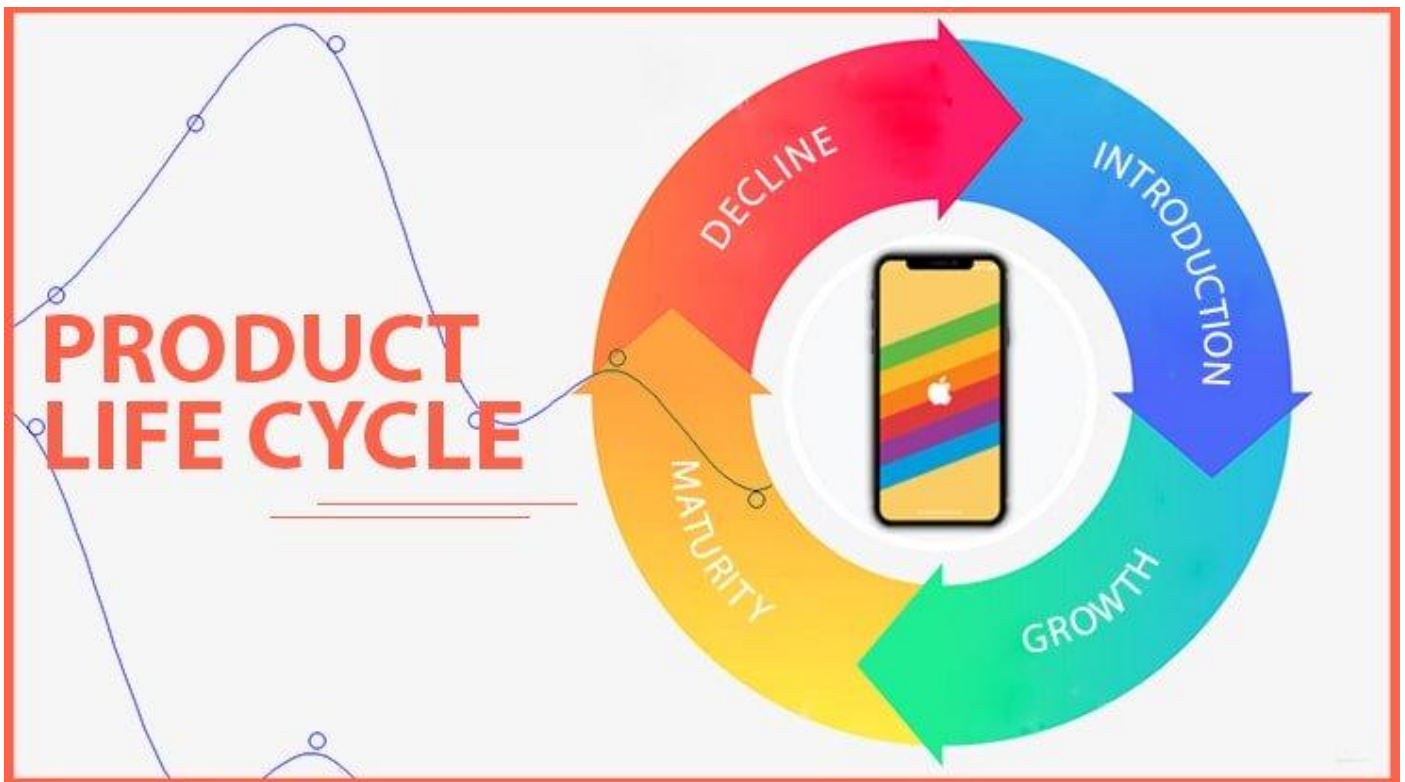 PRODUCT
LIFE CYCLE
INTRODUCTION
GROWTH
MATURITY
DECLINE